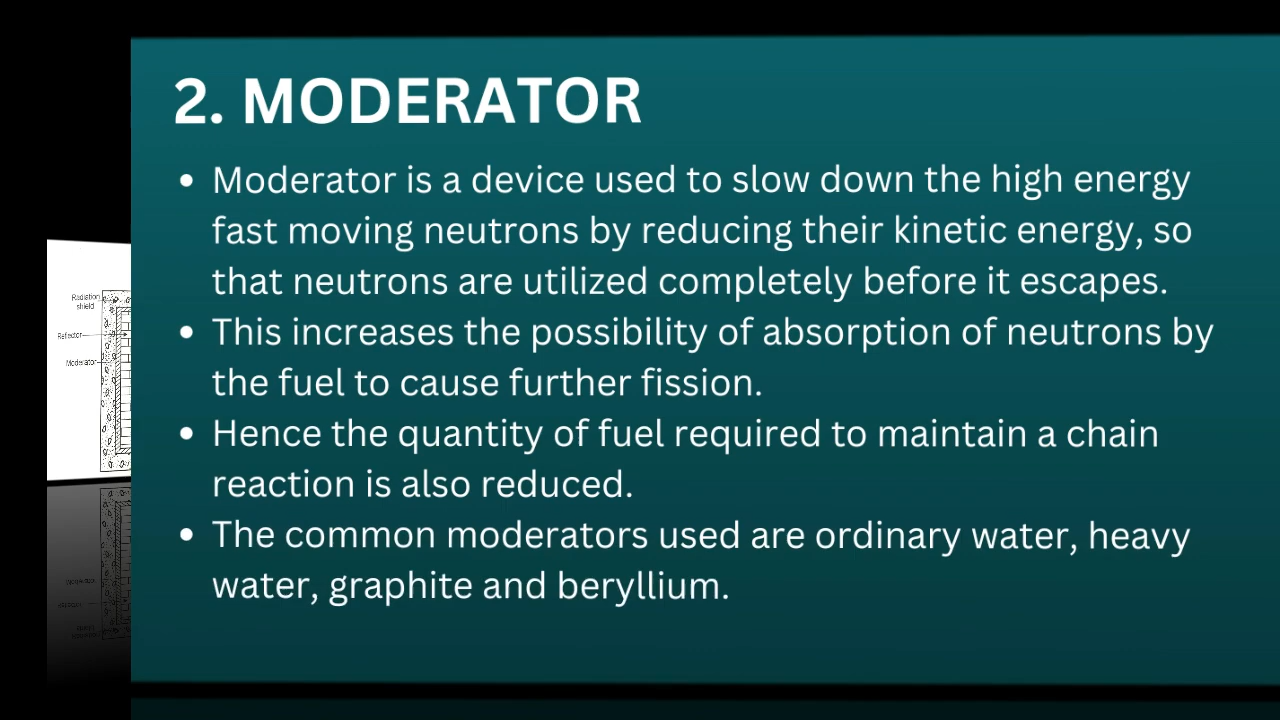 2. MODERATOR
• Moderator is a device used to slow down the high energy
fast moving neutrons by reducing their kinetic energy, so
that neutrons are utilized completely before it escapes.
• This increases the possibility of absorption of neutrons by
the fuel to cause further fission.
• Hence the quantity of fuel required to maintain a chain
reaction is also reduced.
• The common moderators used are ordinary water, heavy
water, graphite and beryllium.
Radiation
shield
Reflector
Moderator